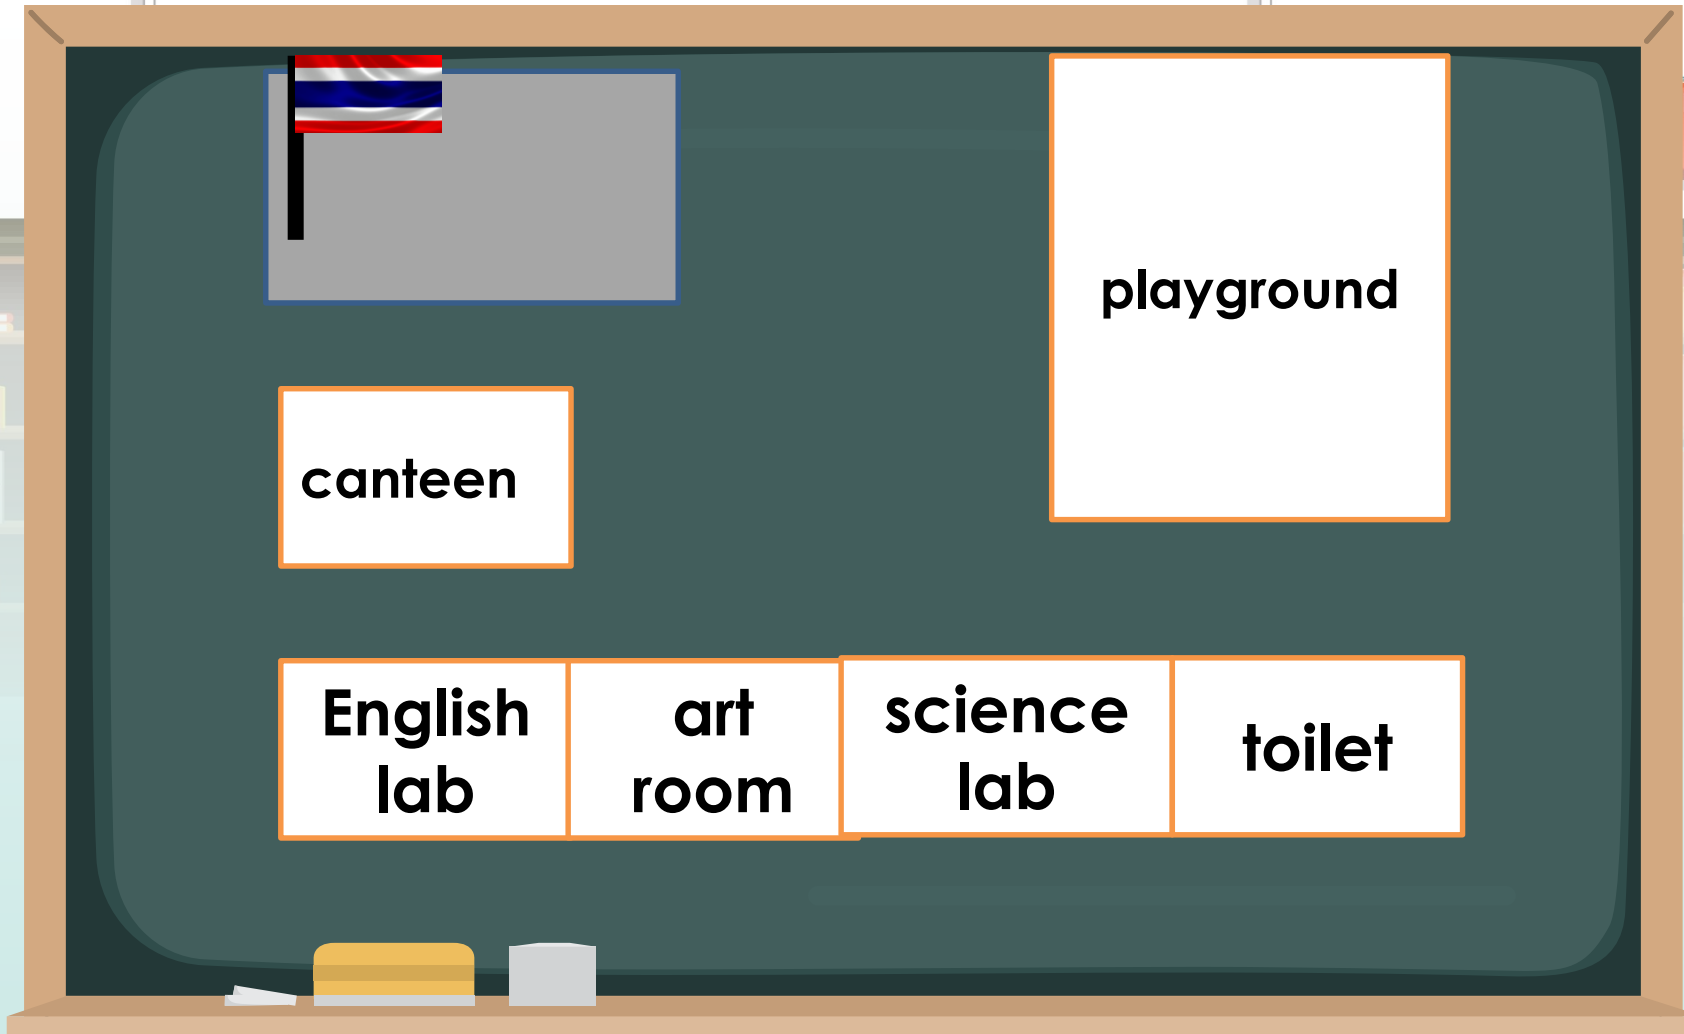 playground
canteen
English
lab
art
room
science
lab
toilet